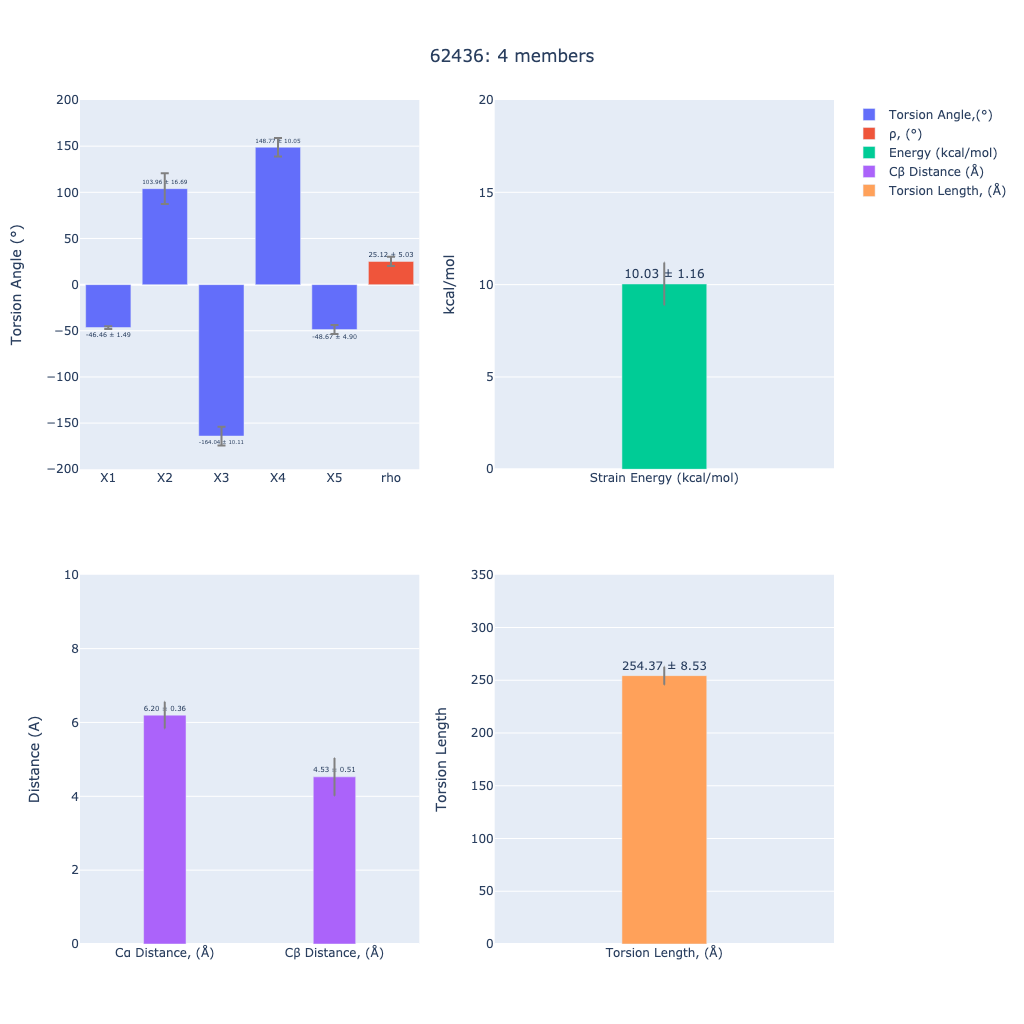 62436: 4 members
200
150
100
50
0
−50
−100
−150
−200
Torsion Angle (°)
-46.46 ± 1.49
103.96 ± 16.69
-164.04 ± 10.11
148.77 ± 10.05
-48.67 ± 4.90
25.12 ± 5.03
X1
X2
X3
X4
X5
rho
20
15
10
5
0
kcal/mol
10.03 ± 1.16
Strain Energy (kcal/mol)
Torsion Angle,(°)
ρ, (°)
Energy (kcal/mol)
Cβ Distance (Å)
Torsion Length, (Å)
10
8
6
4
2
0
Distance (A)
6.20 ± 0.36
4.53 ± 0.51
Cα Distance, (Å)
Cβ Distance, (Å)
350
300
250
200
150
100
50
0
Torsion Length
254.37 ± 8.53
Torsion Length, (Å)